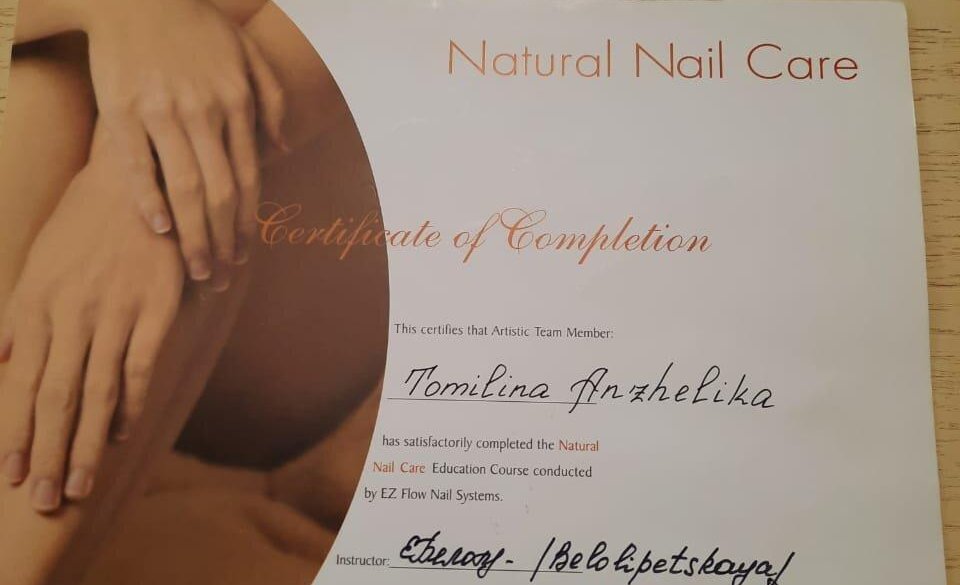 Natural Nail Care
Certificate of Completion
This certifies that Artistic Team Member:
Tomilina Anzhelika
has satisfactorily completed the Natural
Nail Care Education Course conducted
by EZ Flow Nail Systems.
Instructor: - /Belolipetskaya/